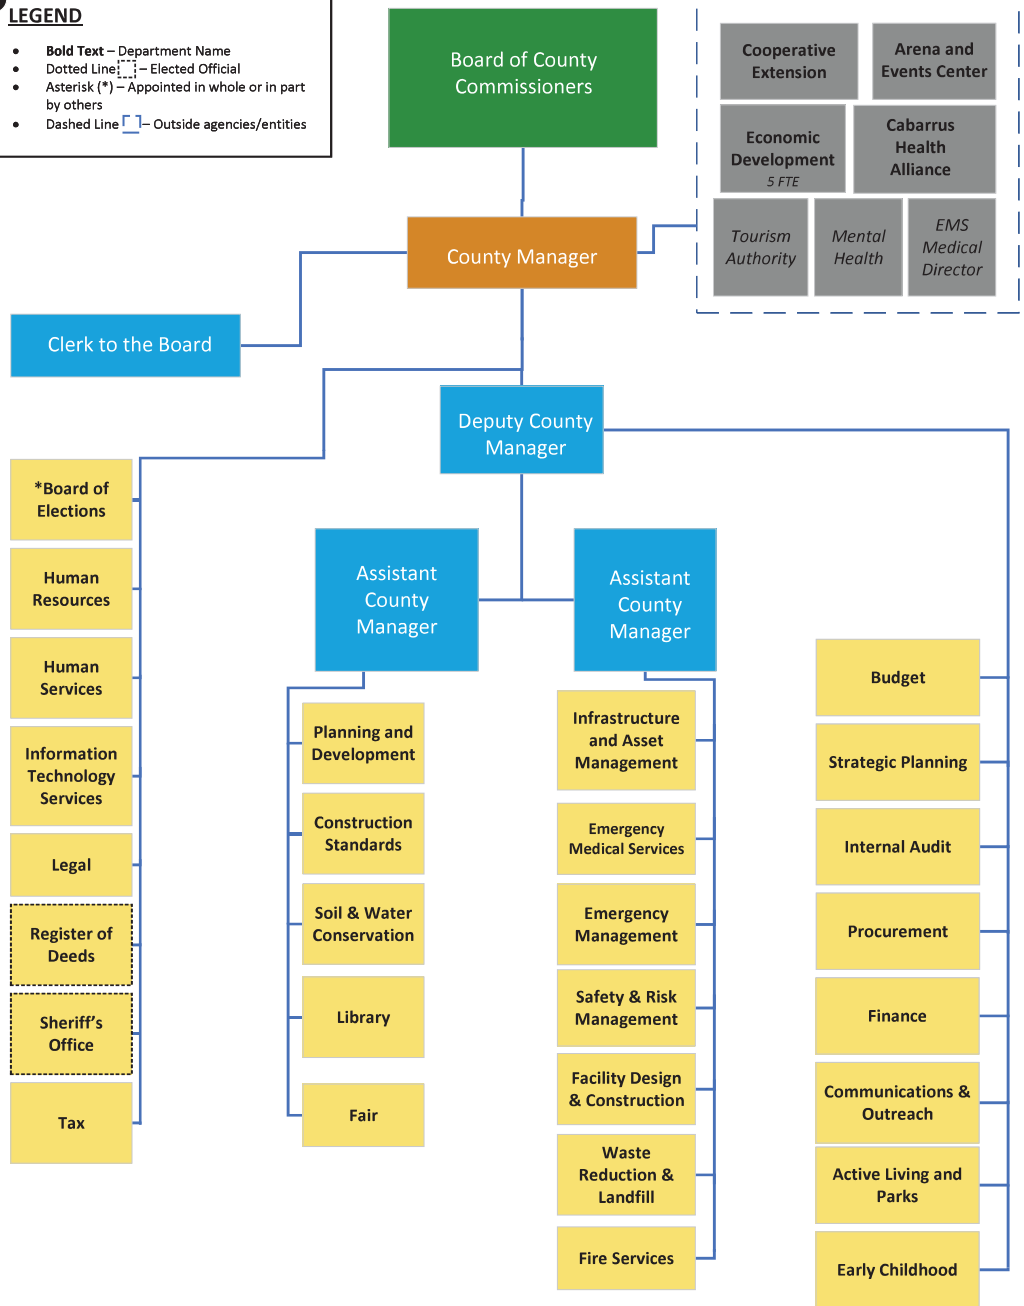 LEGEND
• Bold Text – Department Name
• Dotted Line – Elected Official
• Asterisk (*) – Appointed in whole or in part
by others
• Dashed Line – Outside agencies/entities
Board of County
Commissioners
Cooperative
Extension
Arena and
Events Center
Economic
Development
5 FTE
Cabarrus
Health
Alliance
Tourism
Authority
Mental
Health
EMS
Medical
Director
County Manager
Clerk to the Board
Deputy County
Manager
*Board of
Elections
Human
Resources
Human
Services
Information
Technology
Services
Legal
Register of
Deeds
Sheriff's
Office
Tax
Assistant
County
Manager
Planning and
Development
Construction
Standards
Soil & Water
Conservation
Library
Fair
Assistant
County
Manager
Infrastructure
and Asset
Management
Emergency
Medical Services
Emergency
Management
Safety & Risk
Management
Facility Design
& Construction
Waste
Reduction &
Landfill
Fire Services
Budget
Strategic Planning
Internal Audit
Procurement
Finance
Communications &
Outreach
Active Living and
Parks
Early Childhood